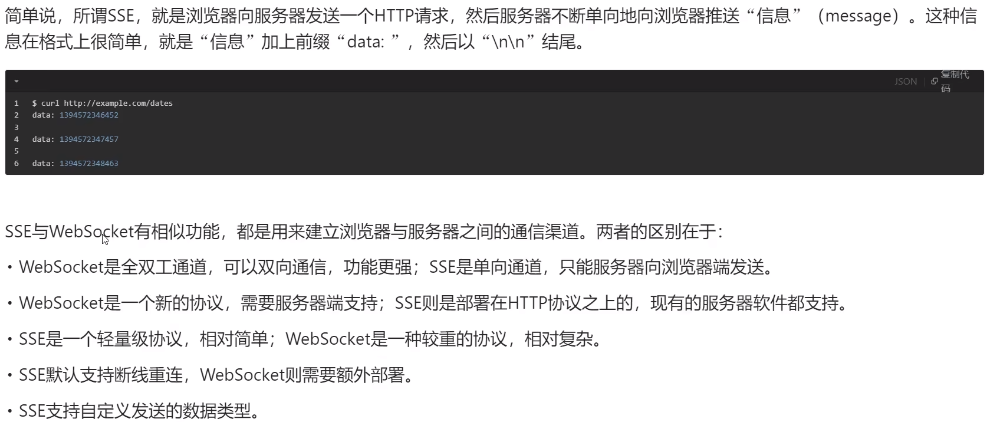 简单说，所谓SSE，就是浏览器向服务器发送一个HTTP请求，然后服务器不断单向地向浏览器推送“信息”（message）。这种信
息在格式上很简单，就是“信息”加上前缀“data: ”，然后以“\n\n”结尾。
JSON 复制代
码
1 $ curl http://example.com/dates
2 data: 1394572346452
3
4 data: 1394572347457
5
6 data: 1394572348463
SSE与WebSocket有相似功能，都是用来建立浏览器与服务器之间的通信渠道。两者的区别在于：
• WebSocket是全双工通道，可以双向通信，功能更强；SSE是单向通道，只能服务器向浏览器端发送。
• WebSocket是一个新的协议，需要服务器端支持；SSE则是部署在HTTP协议之上的，现有的服务器软件都支持。
• SSE是一个轻量级协议，相对简单；WebSocket是一种较重的协议，相对复杂。
• SSE默认支持断线重连，WebSocket则需要额外部署。
• SSE支持自定义发送的数据类型。